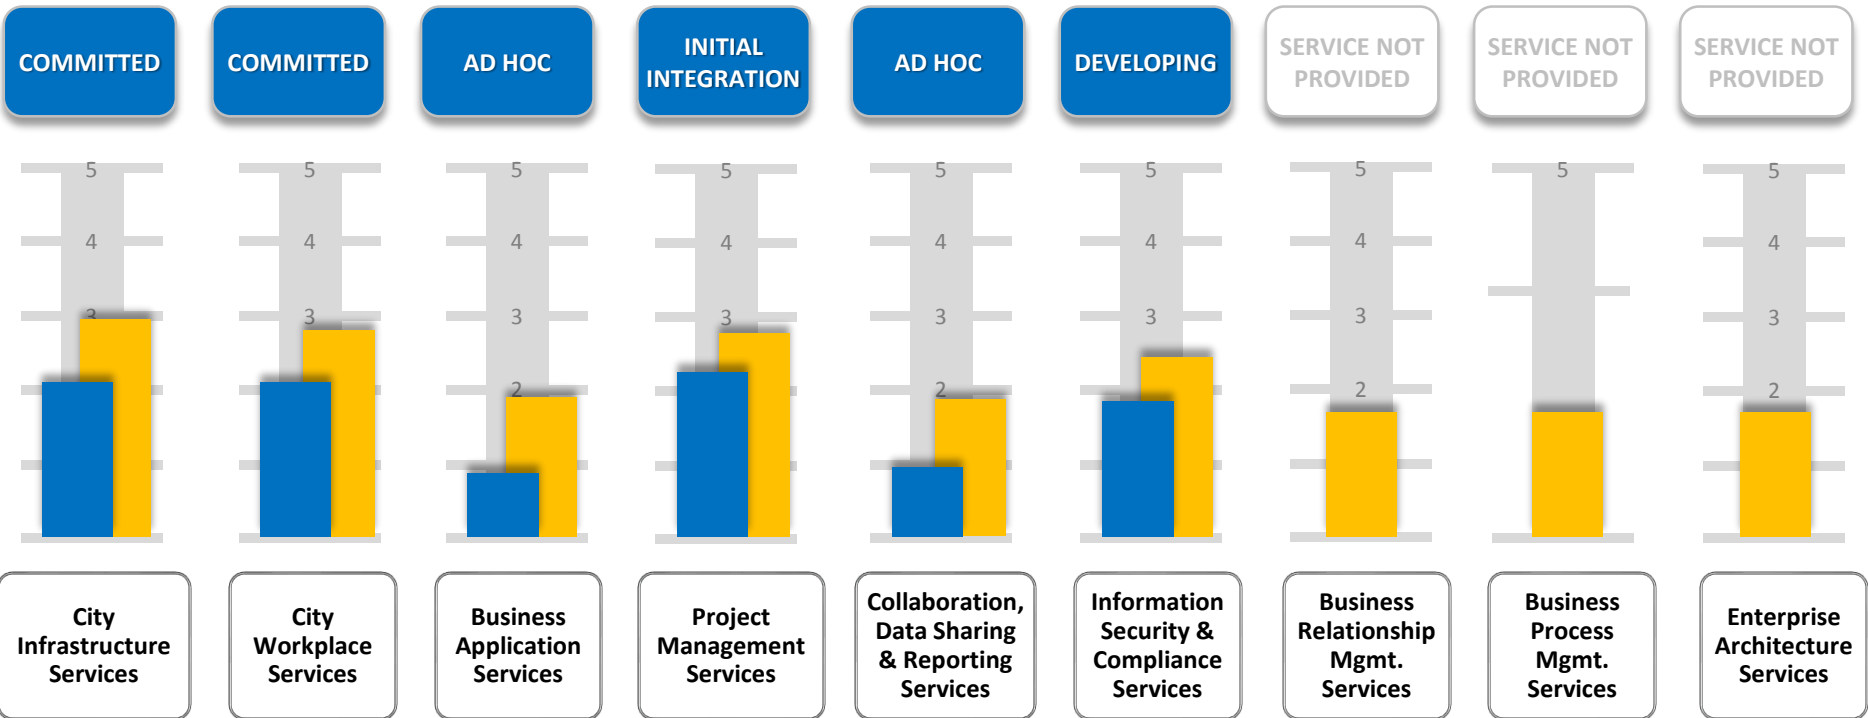 COMMITTED
COMMITTED
AD HOC
INITIAL
INTEGRATION
AD HOC
DEVELOPING
SERVICE NOT
PROVIDED
SERVICE NOT
PROVIDED
SERVICE NOT
PROVIDED
5
4
3
5
4
3
5
4
3
2
5
4
3
5
4
3
2
5
4
3
5
4
3
2
5
5
4
3
2
City
Infrastructure
Services
City
Workplace
Services
Business
Application
Services
Project
Management
Services
Collaboration,
Data Sharing
& Reporting
Services
Information
Security &
Compliance
Services
Business
Relationship
Mgmt.
Services
Business
Process
Mgmt.
Services
Enterprise
Architecture
Services